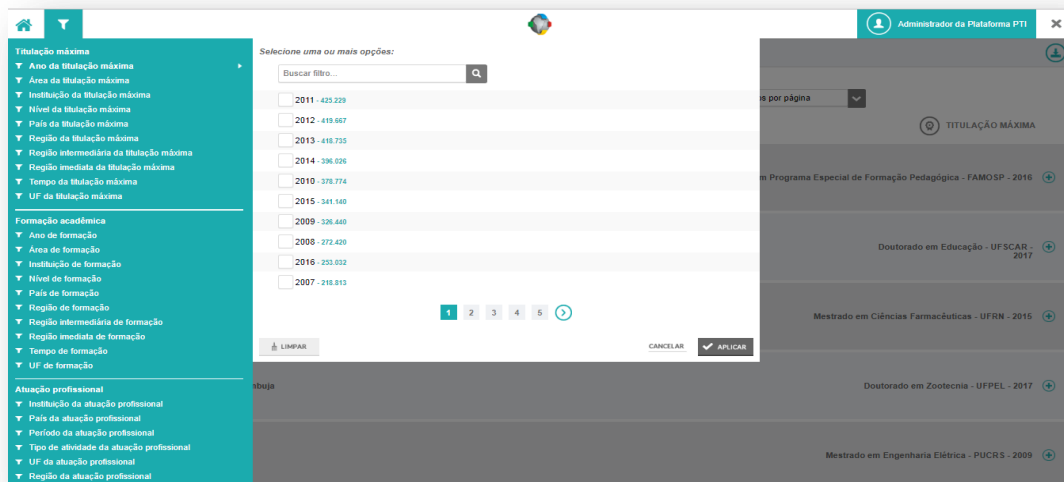 Administrador da Plataforma PTI
Titulação máxima
Ano da titulação máxima
Área da titulação máxima
Instituição da titulação máxima
Nível da titulação máxima
País da titulação máxima
Região da titulação máxima
Região intermediária da titulação máxima
Região imediata da titulação máxima
Tempo da titulação máxima
UF da titulação máxima
Formação acadêmica
Ano de formação
Área de formação
Instituição de formação
Nível de formação
País de formação
Região de formação
Região intermediária de formação
Região imediata de formação
Tempo de formação
UF de formação
Atuação profissional
Instituição da atuação profissional
País da atuação profissional
Período da atuação profissional
Tipo de atividade da atuação profissional
UF da atuação profissional
Região da atuação profissional
Selecione uma ou mais opções:
Buscar filtro...
2011 - 423.229
2012 - 419.667
2013 - 418.735
2014 - 396.026
2010 - 378.774
2015 - 341.140
2009 - 326.440
2008 - 272.420
2016 - 253.032
2007 - 218.813
1 2 3 4 5
LIMPAR
CANCELAR
APLICAR
os por página
TITULAÇÃO MÁXIMA
m Programa Especial de Formação Pedagógica - FAMOSP - 2016
Doutorado em Educação - UFSCAR -
2017
Mestrado em Ciências Farmacêuticas - UFRN - 2015
abuja
Doutorado em Zootecnia - UFPEL - 2017
Mestrado em Engenharia Elétrica - PUCRS - 2009